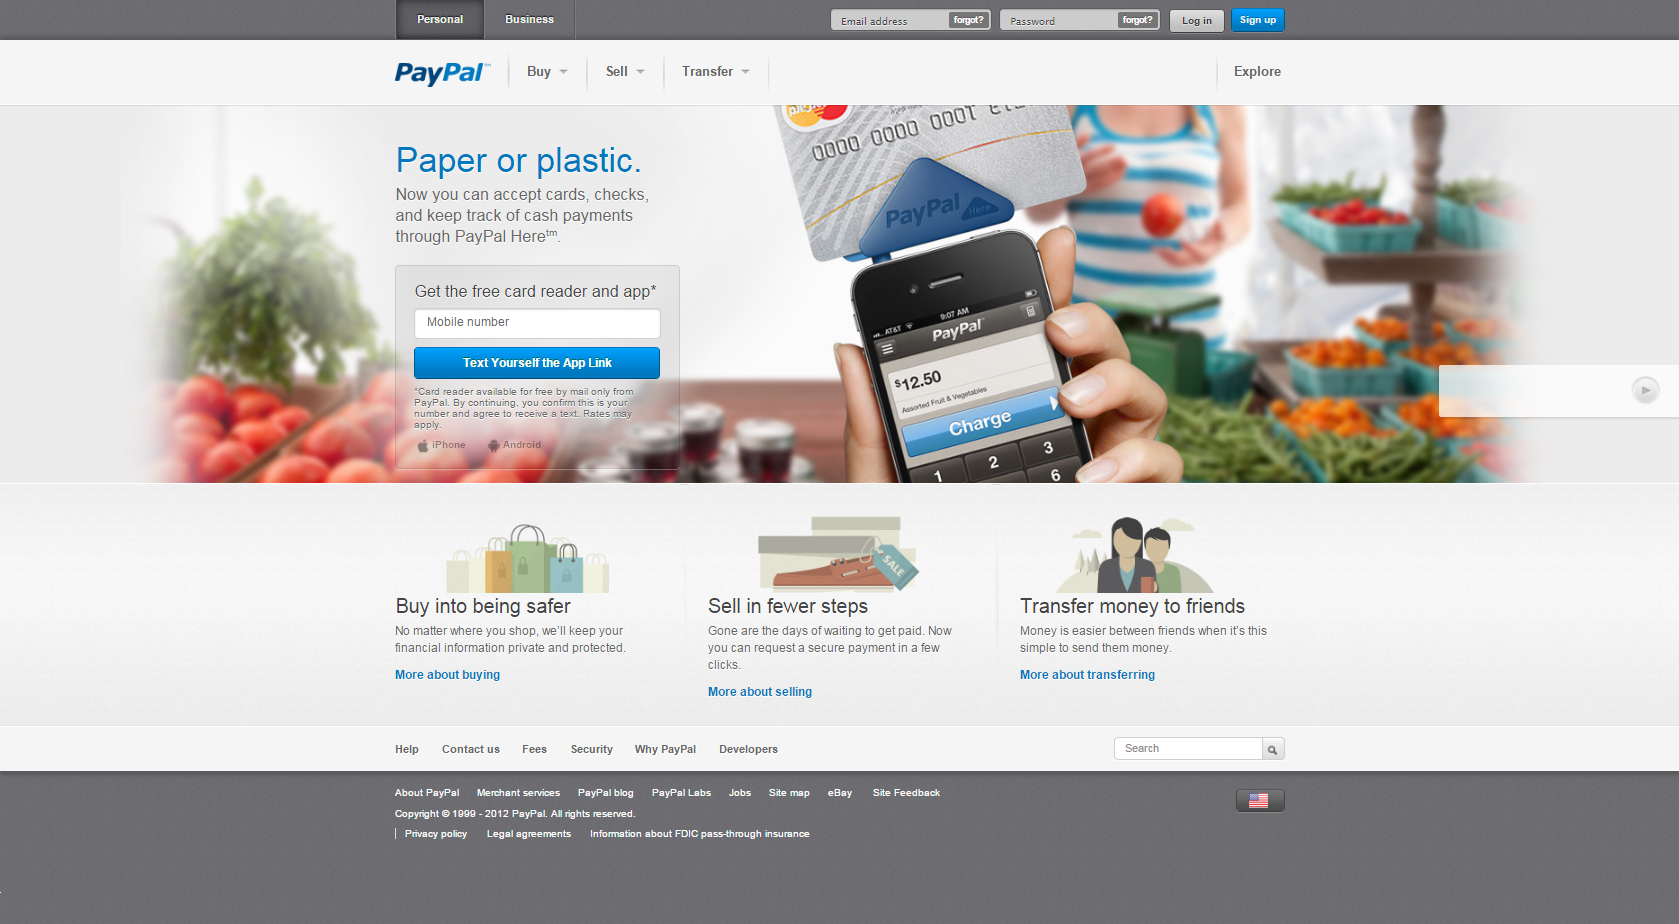 Personal Business
Email address forgot? Password forgot? Log in Sign up
PayPal™ Buy Sell Transfer Explore
Paper or plastic.
Now you can accept cards, checks,
and keep track of cash payments
through PayPal Here™.
Get the free card reader and app*
Mobile number
Text Yourself the App Link
*Card reader available for free by mail only from
PayPal. By continuing, you confirm this is your
number and agree to receive a text. Rates may
apply.
iPhone Android
0000 0000 000T
PayPal Here
AT&T 9:07 AM
PayPal™
$12.50
Assorted Fruit & Vegetables
Charge
1 2 3
6
SALE
Buy into being safer
No matter where you shop, we'll keep your
financial information private and protected.
More about buying
Sell in fewer steps
Gone are the days of waiting to get paid. Now
you can request a secure payment in a few
clicks.
More about selling
Transfer money to friends
Money is easier between friends when it's this
simple to send them money.
More about transferring
Help Contact us Fees Security Why PayPal Developers Search
About PayPal Merchant services PayPal blog PayPal Labs Jobs Site map eBay Site Feedback
Copyright © 1999 - 2012 PayPal. All rights reserved.
Privacy policy Legal agreements Information about FDIC pass-through insurance